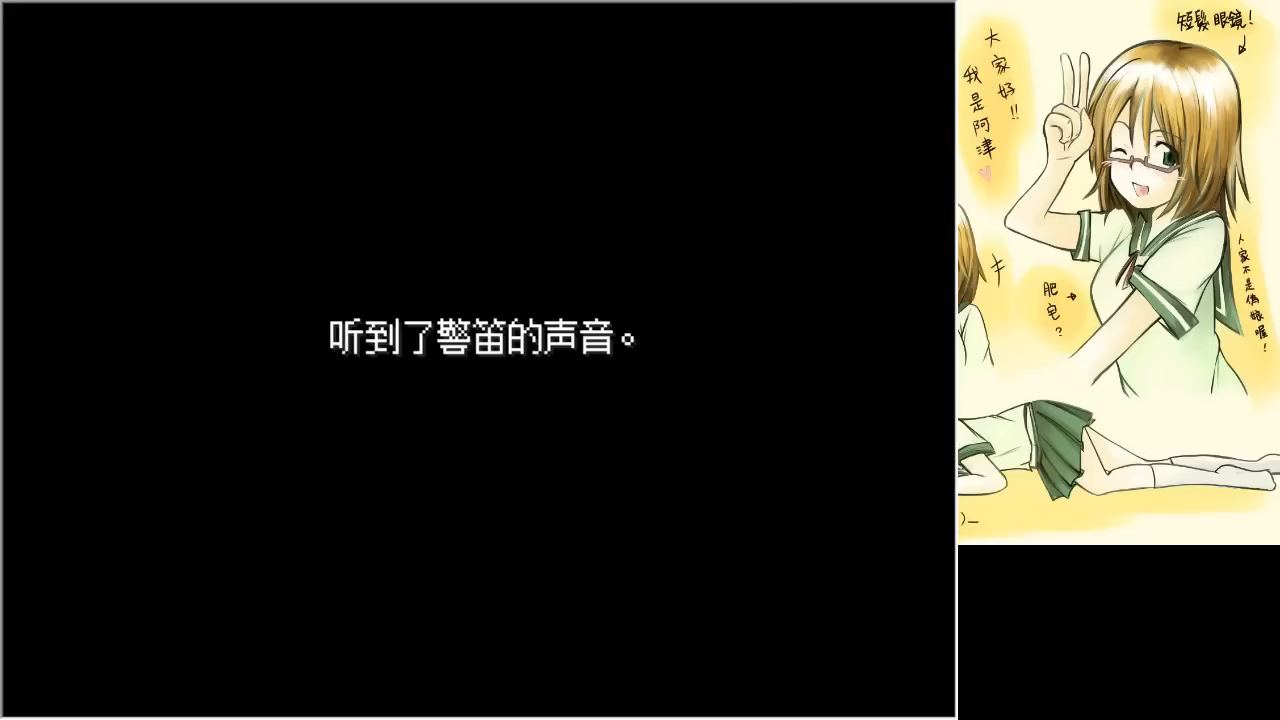 听到了警笛的声音。
短髮眼鏡!
大家好!!
我是阿津
人家不是偽娘喔!
肥皂?